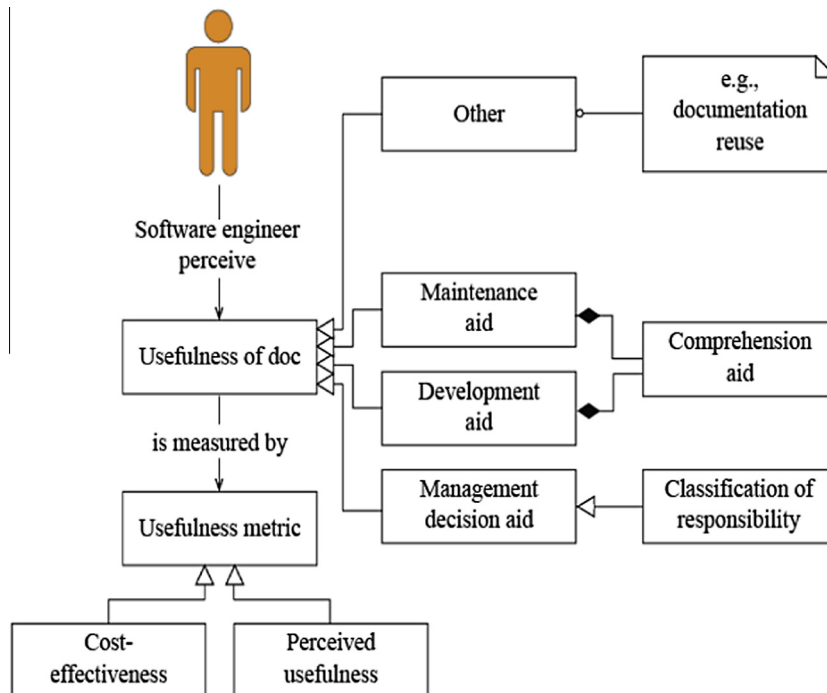 Software engineer
perceive
Usefulness of doc
is measured by
Usefulness metric
Cost-
effectiveness
Perceived
usefulness
Other
e.g.,
documentation
reuse
Maintenance
aid
Development
aid
Comprehension
aid
Management
decision aid
Classification of
responsibility